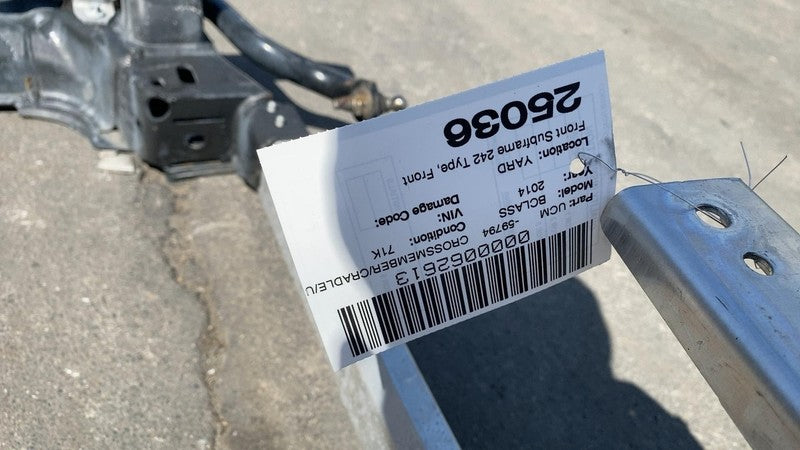 0000062613
Part: UCM -59794 CROSSMEMBER/CRADLE/U
Model: BCLASS Condition: 71K
Year: 2014 VIN:
Location: YARD Damage Code:
Front Subframe 242 Type, Front
25036